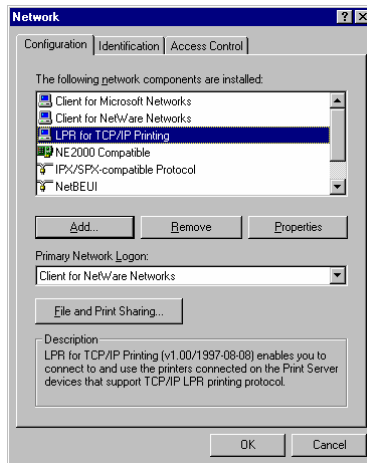 Network
Configuration Identification Access Control
The following network components are installed:
Client for Microsoft Networks
Client for NetWare Networks
LPR for TCP/IP Printing
NE2000 Compatible
IPX/SPX-compatible Protocol
NetBEUI
Add... Remove Properties
Primary Network Logon:
Client for NetWare Networks
File and Print Sharing...
Description
LPR for TCP/IP Printing (v1.00/1997-08-08) enables you to
connect to and use the printers connected on the Print Server
devices that support TCP/IP LPR printing protocol.
OK Cancel